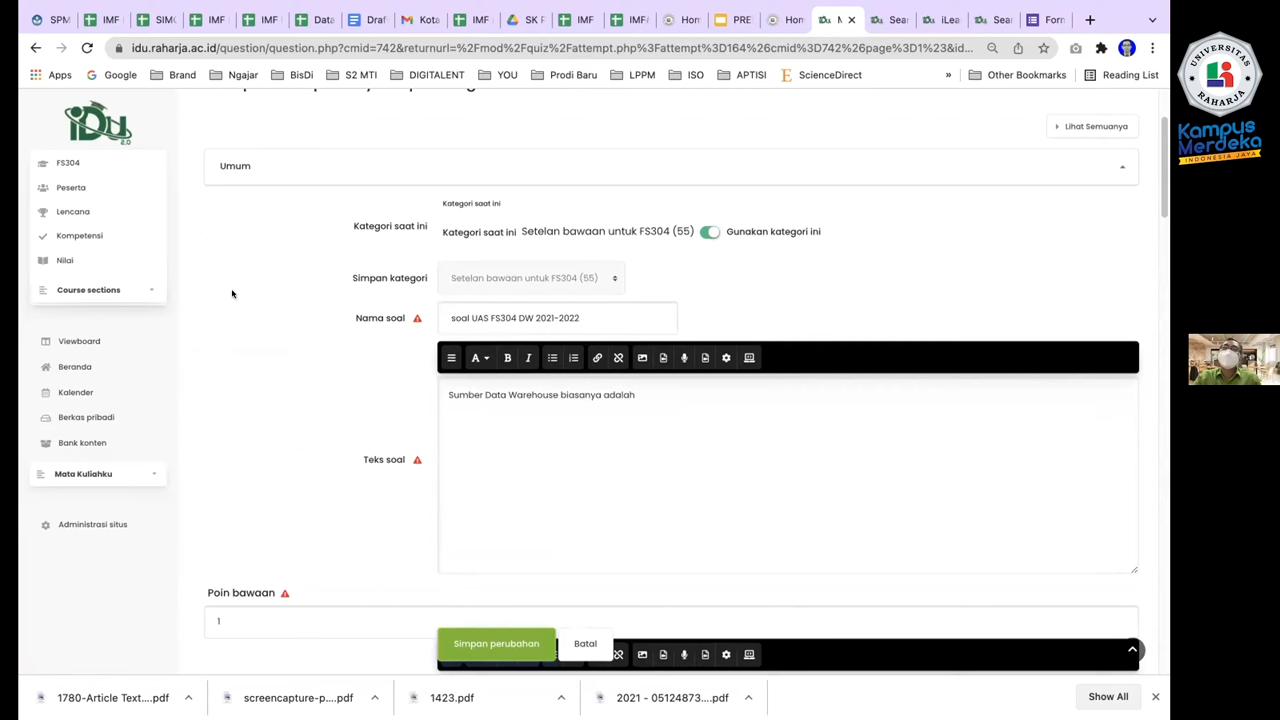 SPM
IMF
SIMC
IMF
IMF
Data
Draf
Kota
IMF
SK P
IMF
IMF
Hom
PRE
Hom
M
Sear
iLea
Sear
Forn
idu.raharja.ac.id/question/question.php?cmid=742&returnurl=%2Fmod%2Fquiz%2Fattempt.php%3Fattempt%3D164%26cmid%3D742%26page%3D1%23&id...
Apps
Google
Brand
Ngajar
BisDi
S2 MTI
DIGITALENT
YOU
Prodi Baru
LPPM
ISO
APTISI
ScienceDirect
»
Other Bookmarks
Reading List
UNIVERSITAS
RAHARJA
Kampus
Merdeka
INDONESIA JAYA
iDu
2.0
FS304
Peserta
Lencana
Kompetensi
Nilai
Course sections
Viewboard
Beranda
Kalender
Berkas pribadi
Bank konten
Mata Kuliahku
Administrasi situs
Lihat Semuanya
Umum
Kategori saat ini
Kategori saat ini
Kategori saat ini Setelan bawaan untuk FS304 (55) Gunakan kategori ini
Simpan kategori
Setelan bawaan untuk FS304 (55)
Nama soal
soal UAS FS304 DW 2021-2022
Sumber Data Warehouse biasanya adalah
Teks soal
Poin bawaan
1
Simpan perubahan
Batal
1780-Article Text....pdf
screencapture-p....pdf
1423.pdf
2021 - 05124873....pdf
Show All